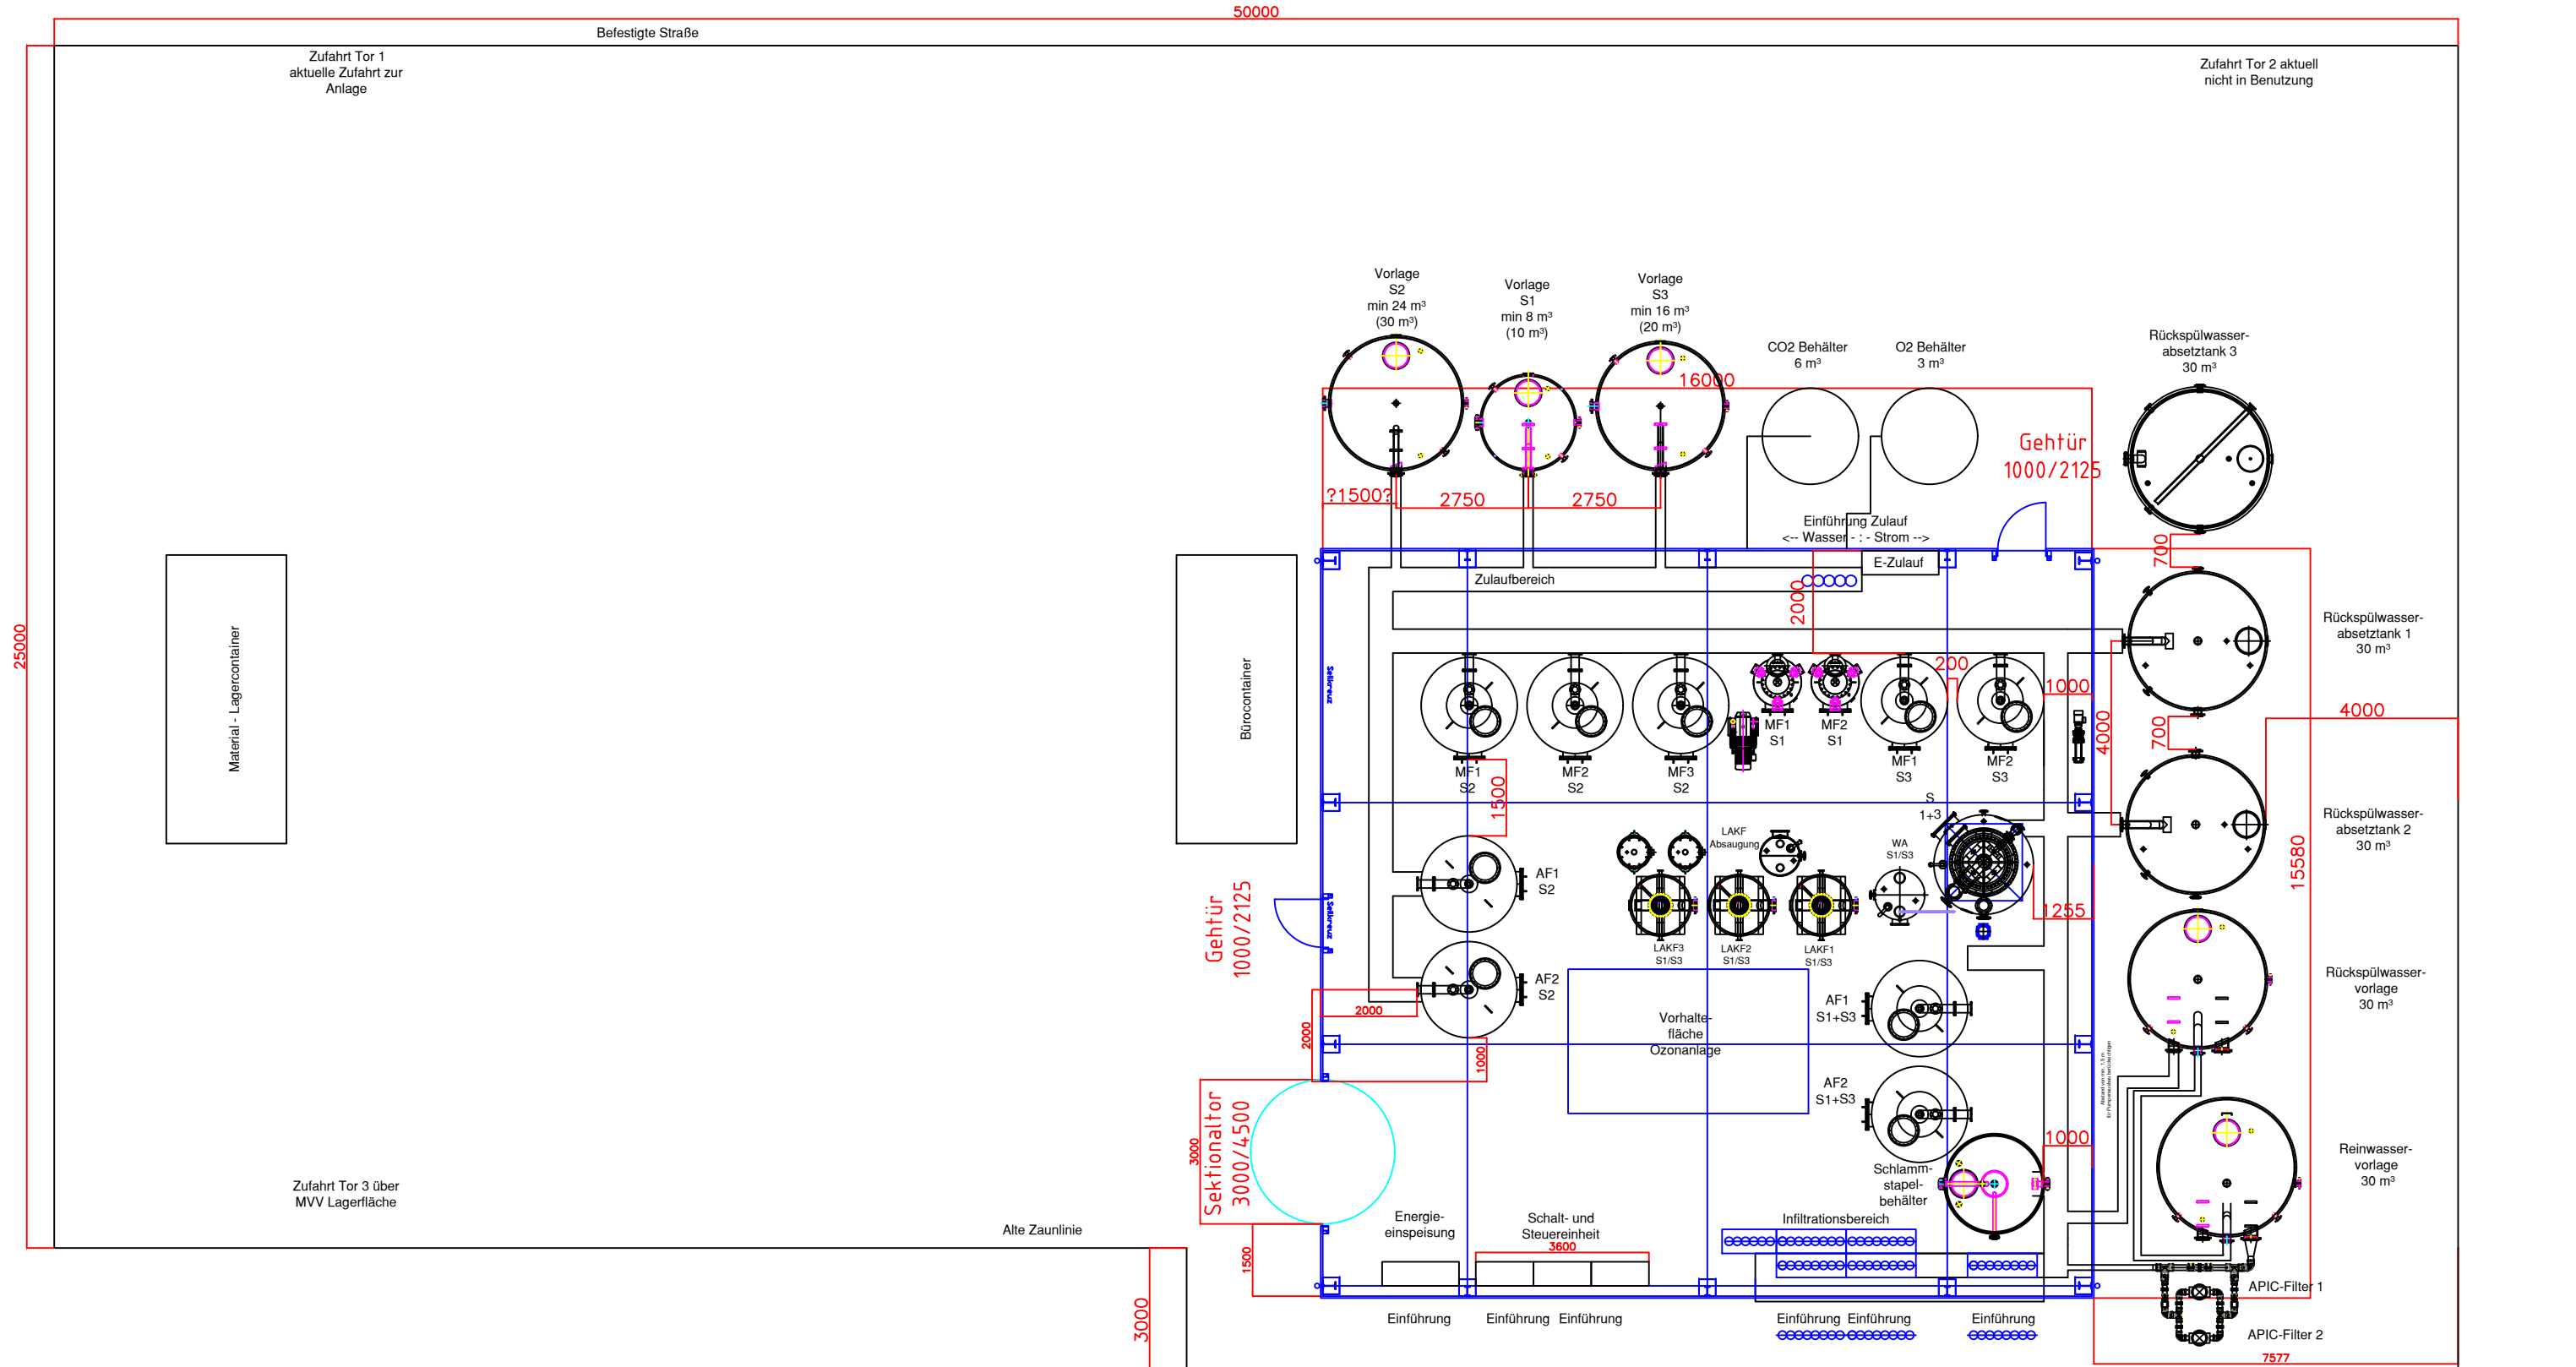 50000
Befestigte Straße
Zufahrt Tor 1
aktuelle Zufahrt zur
Anlage
Zufahrt Tor 2 aktuell
nicht in Benutzung
25000
Vorlage
S2
min 24 m³
(30 m³)
Vorlage
S1
min 8 m³
(10 m³)
Vorlage
S3
min 16 m³
(20 m³)
CO2 Behälter
6 m³
O2 Behälter
3 m³
Rückspülwasser-
absetztank 3
30 m³
16000
Gehtür
1000/2125
?1500?
2750
2750
Einführung Zulauf
<-- Wasser - : - Strom -->
E-Zulauf
Zulaufbereich
2000
700
Rückspülwasser-
absetztank 1
30 m³
Material - Lagercontainer
Bürocontainer
200
1000
4000
700
4000
MF1
S2
MF2
S2
MF3
S2
MF1
S1
MF2
S1
MF1
S3
MF2
S3
1500
S
1+3
LAKF
Absaugung
WA
S1/S3
Rückspülwasser-
absetztank 2
30 m³
15580
1255
AF1
S2
Gehtür
1000/2125
LAKF3
S1/S3
LAKF2
S1/S3
LAKF1
S1/S3
AF2
S2
2000
2000
1000
Vorhalte-
fläche
Ozonanlage
AF1
S1+S3
AF2
S1+S3
Rückspülwasser-
vorlage
30 m³
Sektionaltor
3000/4500
3000
1000
Schlamm-
stapel-
behälter
Reinwasser-
vorlage
30 m³
Zufahrt Tor 3 über
MVV Lagerfläche
Alte Zaunlinie
1500
Energie-
einspeisung
Schalt- und
Steuereinheit
3600
Infiltrationsbereich
3000
Einführung
Einführung
Einführung
Einführung
Einführung
Einführung
APIC-Filter 1
APIC-Filter 2
7577